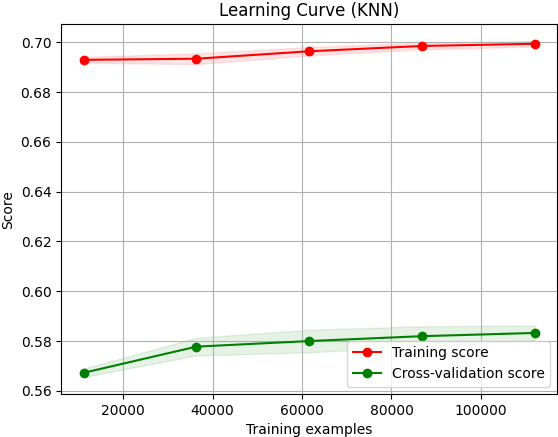 Learning Curve (KNN)
Score
0.70
0.68
0.66
0.64
0.62
0.60
0.58
0.56
Training score
Cross-validation score
20000 40000 60000 80000 100000
Training examples